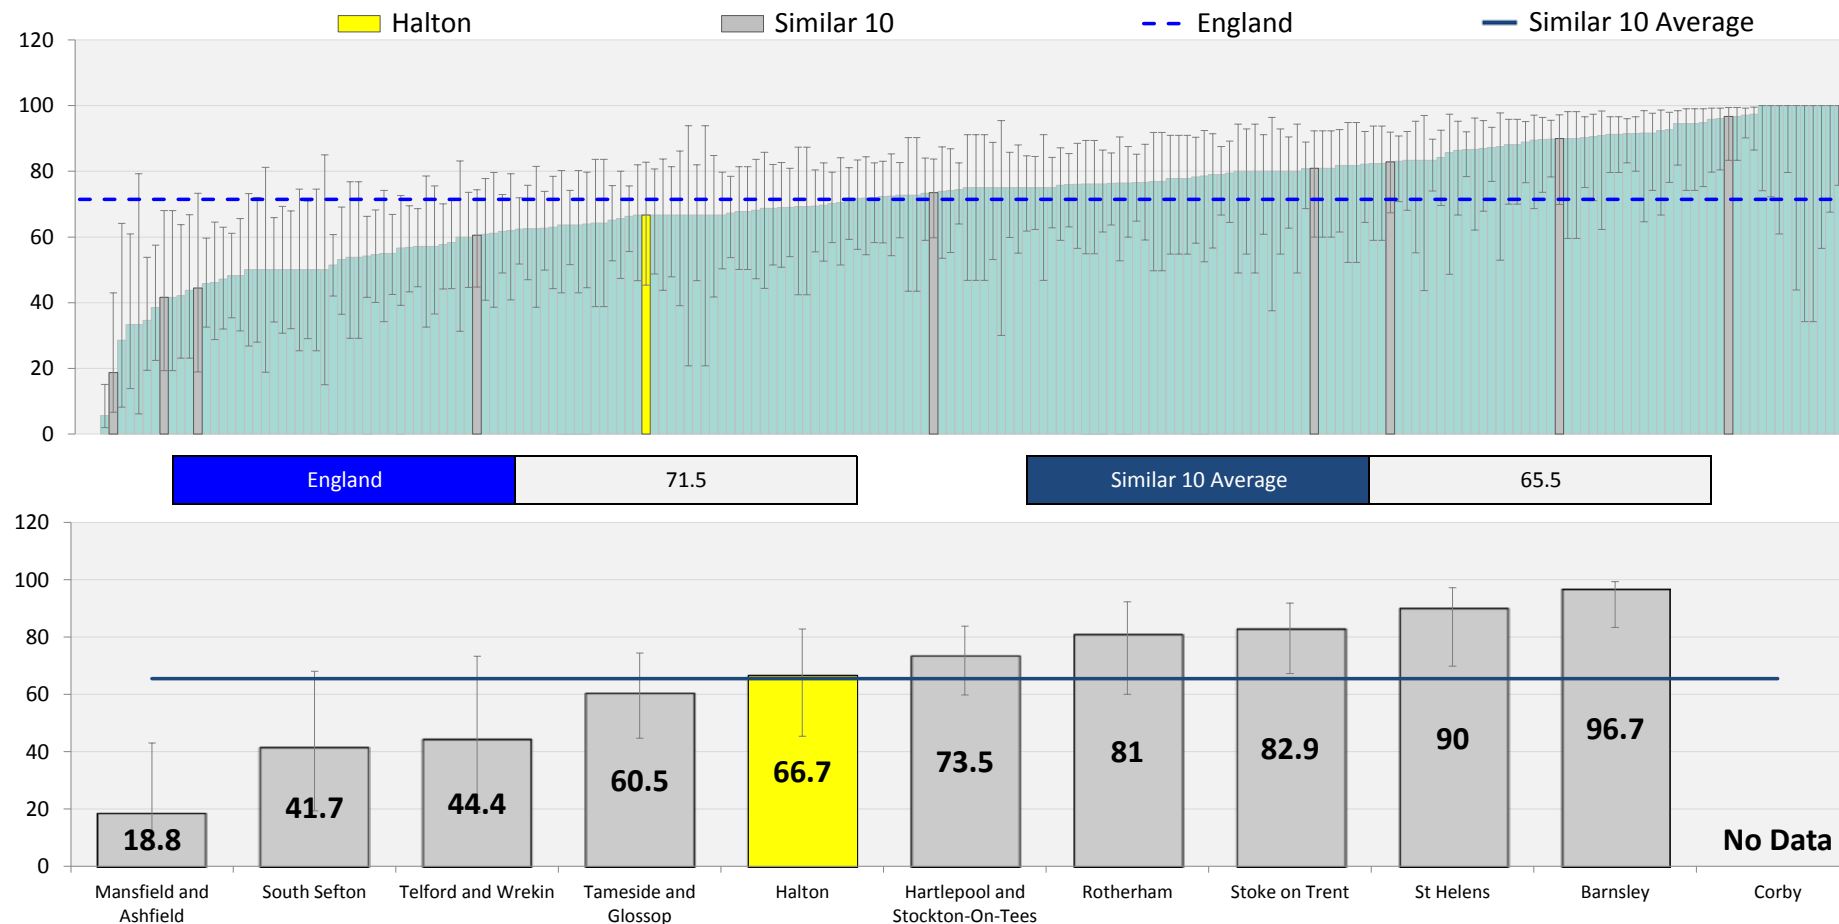 Halton Similar 10 England Similar 10 Average
120
100
80
60
40
20
0
England 71.5 Similar 10 Average 65.5
120
100
80
60
40
20
0
18.8 41.7 44.4 60.5 66.7 73.5 81 82.9 90 96.7 No Data
Mansfield and Ashfield
South Sefton
Telford and Wrekin
Tameside and Glossop
Halton
Hartlepool and Stockton-On-Tees
Rotherham
Stoke on Trent
St Helens
Barnsley
Corby